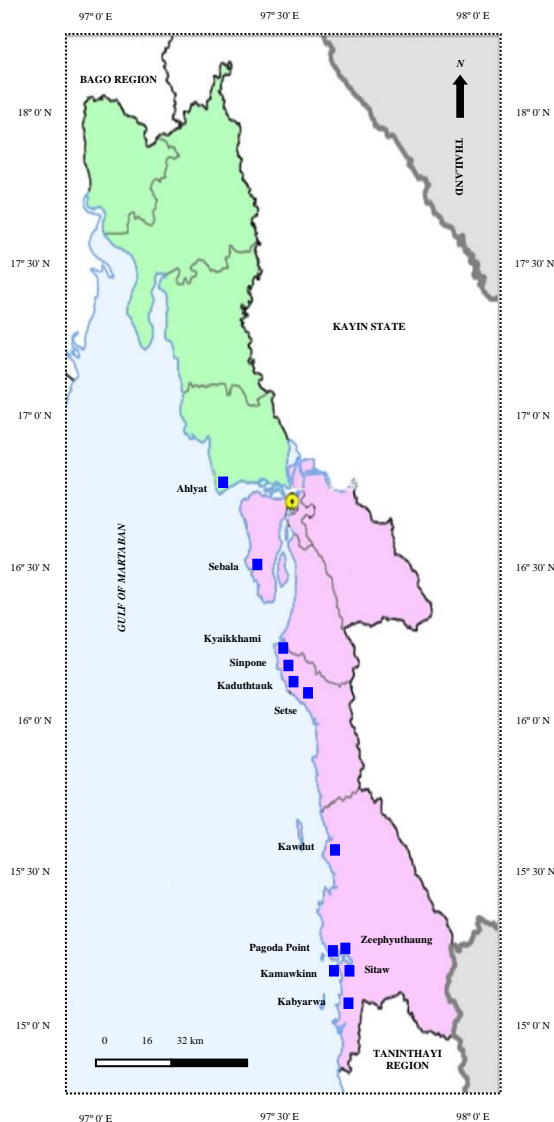 97° 0′ E 97° 30′ E 98° 0′ E
BAGO REGION
N
18° 0′ N 18° 0′ N
THAILAND
17° 30′ N 17° 30′ N
KAYIN STATE
17° 0′ N 17° 0′ N
Ahlyat
GULF OF MARTABAN
Sebala
16° 30′ N 16° 30′ N
Kyaikkhami
Sinpone
Kaduthtauk
Setse
16° 0′ N 16° 0′ N
Kawdut
15° 30′ N 15° 30′ N
Pagoda Point Zeephyuthaung
Kamawkinn Sitaw
Kabyarwa
15° 0′ N 15° 0′ N
0 16 32 km
TANINTHAYI
REGION
97° 0′ E 97° 30′ E 98° 0′ E